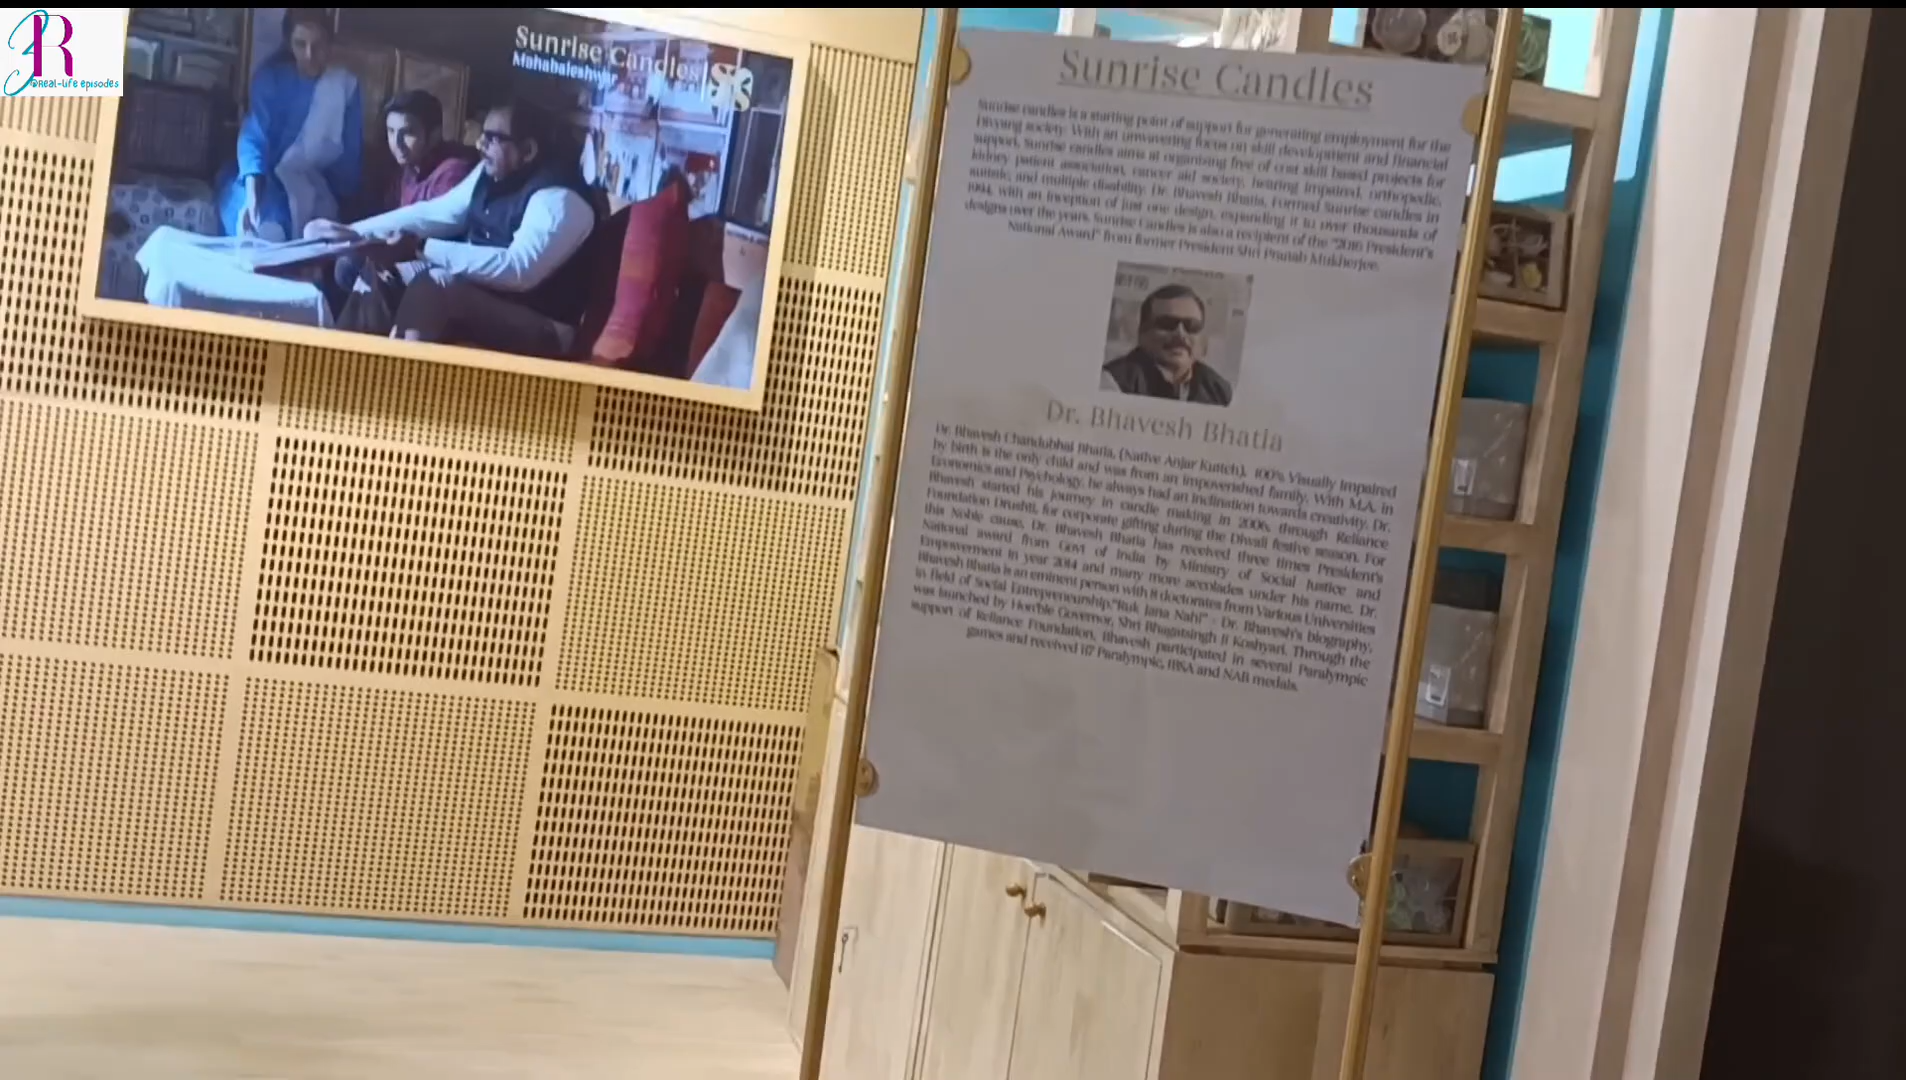 R
@Real-Life episodes
Sunrise Candles
Mahabaleshwar
Sunrise Candles
Sunrise candles is a starting point of support for generating employment for the
Divyang society. With an unwavering focus on skill development and financial
support, Sunrise candles aims at organizing free of cost skill based projects for
kidney patient association, cancer aid society, hearing impaired, orthopedic,
autistic, and multiple disability. Dr. Bhavesh Bhatia, Formed Sunrise candles in
1994, with an inception of just one design, expanding it to over thousands of
designs over the years. Sunrise Candles is also a recipient of the "2016 President's
National Award" from former President Shri Pranab Mukherjee.
Dr. Bhavesh Bhatia
Dr. Bhavesh Chandubhai Bhatia, (Native Anjar Kuttch), 100% Visually Impaired
by birth is the only child and was from an impoverished family. With M.A. in
Economics and Psychology, he always had an inclination towards creativity. Dr.
Bhavesh started his journey in candle making in 2006, through Reliance
Foundation Drushti, for corporate gifting during the Diwali festive season. For
this Noble cause, Dr. Bhavesh Bhatia has received three times President's
National award from Govt of India by Ministry of Social Justice and
Empowerment in year 2014 and many more accolades under his name. Dr.
Bhavesh Bhatia is an eminent person with 8 doctorates from Various Universities
in field of Social Entrepreneurship."Ruk Jana Nahi" - Dr. Bhavesh's biography,
was launched by Hon'ble Governor, Shri Bhagatsingh Ji Koshyari. Through the
support of Reliance Foundation, Bhavesh participated in several Paralympic
games and received 117 Paralympic, IBSA and NAB medals.